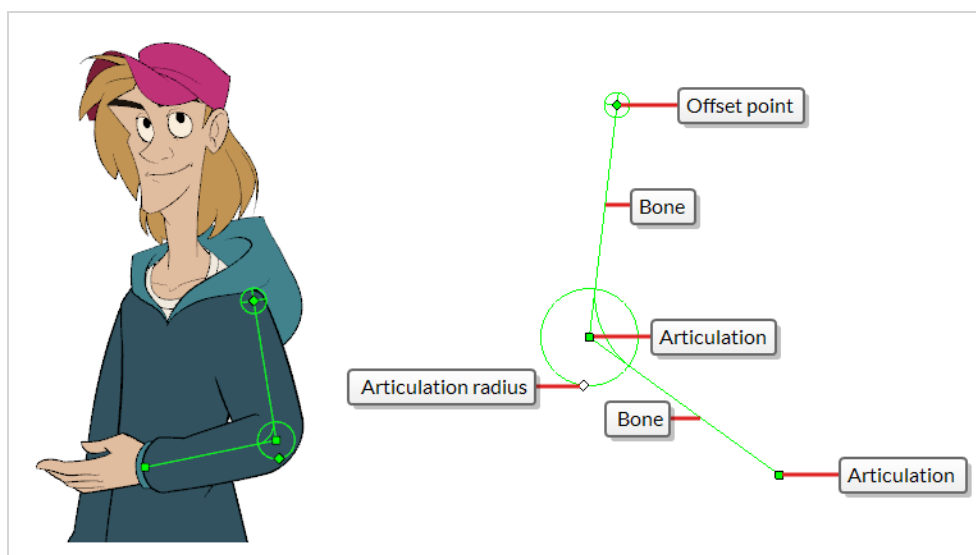 Offset point
Bone
Articulation
Articulation radius
Bone
Articulation